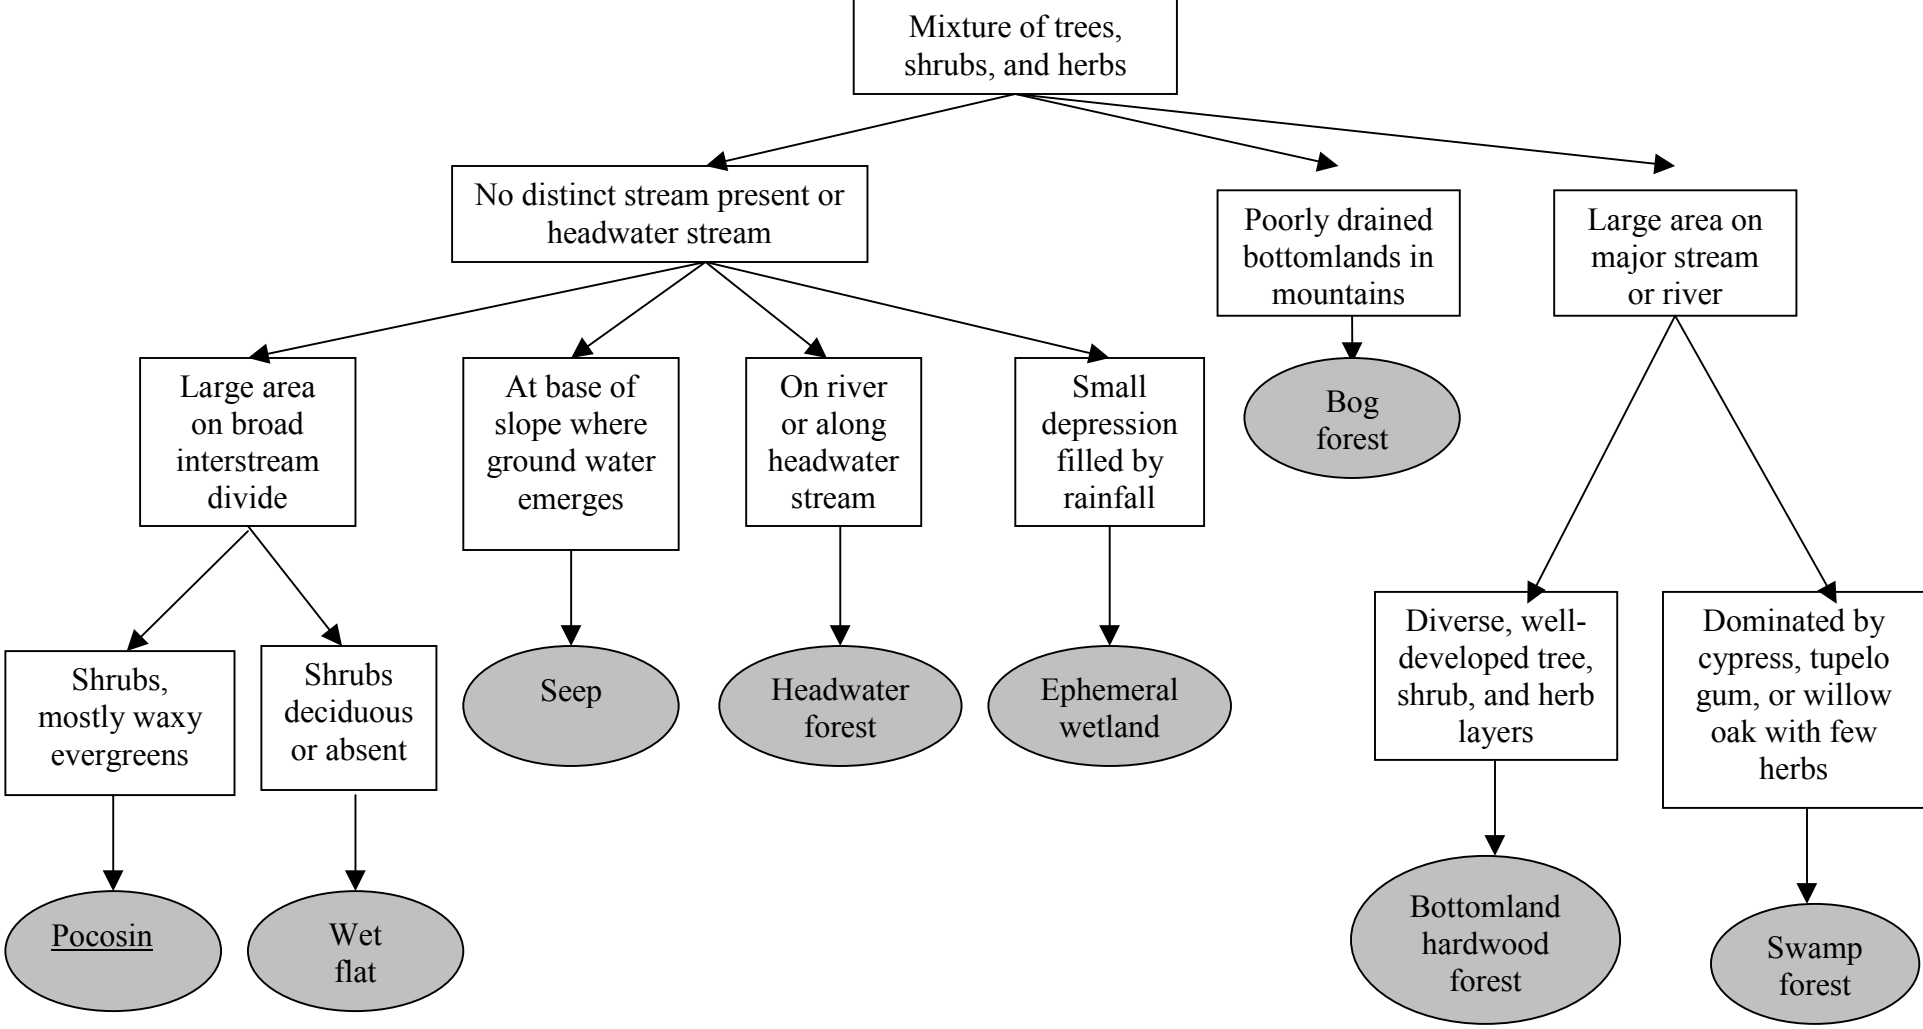 Mixture of trees,
shrubs, and herbs
No distinct stream present or
headwater stream
Poorly drained
bottomlands in
mountains
Large area on
major stream
or river
Large area
on broad
interstream
divide
At base of
slope where
ground water
emerges
On river
or along
headwater
stream
Small
depression
filled by
rainfall
Bog
forest
Shrubs,
mostly waxy
evergreens
Shrubs
deciduous
or absent
Seep
Headwater
forest
Ephemeral
wetland
Diverse, well-
developed tree,
shrub, and herb
layers
Dominated by
cypress, tupelo
gum, or willow
oak with few
herbs
Pocosin
Wet
flat
Bottomland
hardwood
forest
Swamp
forest